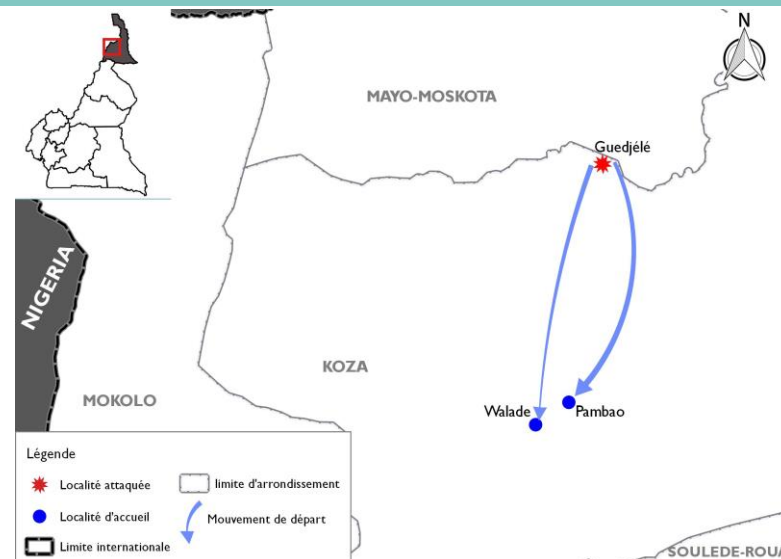 N
MAYO-MOSKOTA
Guedjélé
NIGERIA
KOZA
MOKOLO
Walade
Pambao
Légende
Localité attaquée
limite d'arrondissement
Localité d'accueil
Mouvement de départ
Limite internationale
SOULEDE-ROUA